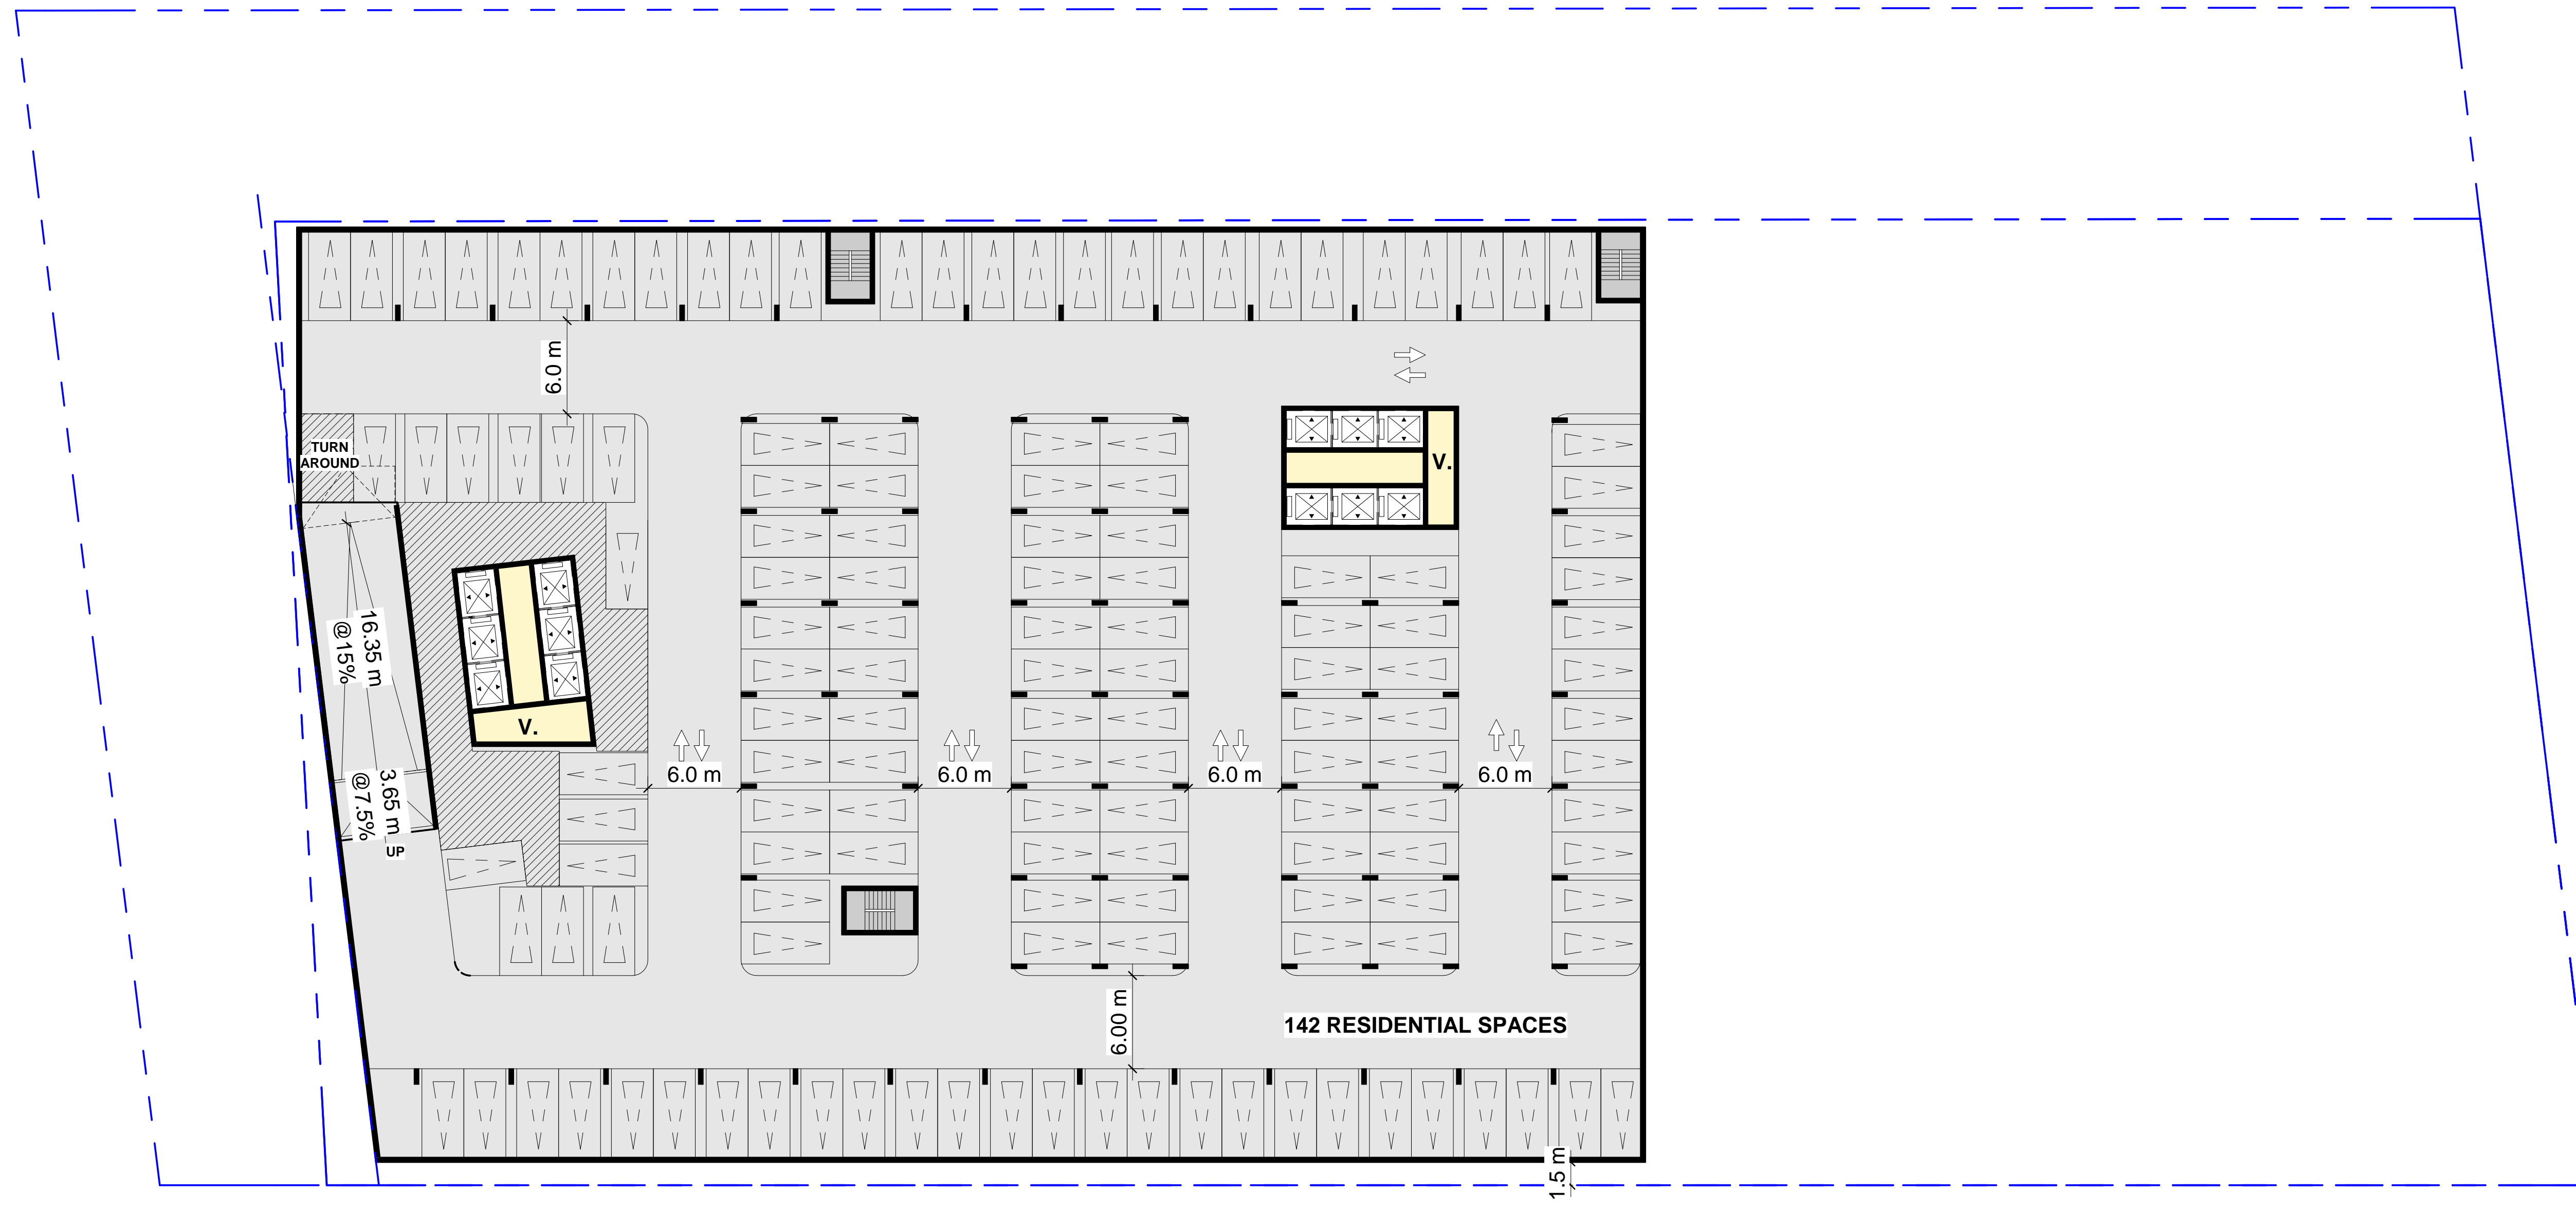 6.0 m
TURN
AROUND
V.
16.35 m
@15%
V.
6.0 m
6.0 m
6.0 m
6.0 m
3.65 m
@7.5%
UP
6.00 m
142 RESIDENTIAL SPACES
1.5 m